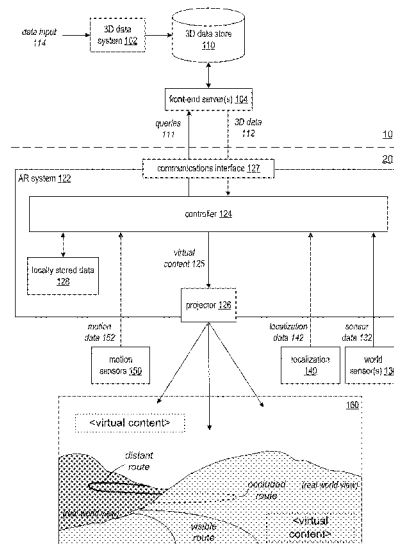 data input
114
3D data
system 102
3D data store
110
front-end server(s) 104
queries
111
3D data
112
10
20
communications interface 127
AR system 122
controller 124
locally stored data
128
virtual
content 125
projector 126
motion
data 152
localization
data 142
sensor
data 132
motion
sensors 150
localization
140
world
sensor(s)
160
<virtual content>
distant
route
occluded
route
(real world view)
visible
route
<virtual
content>